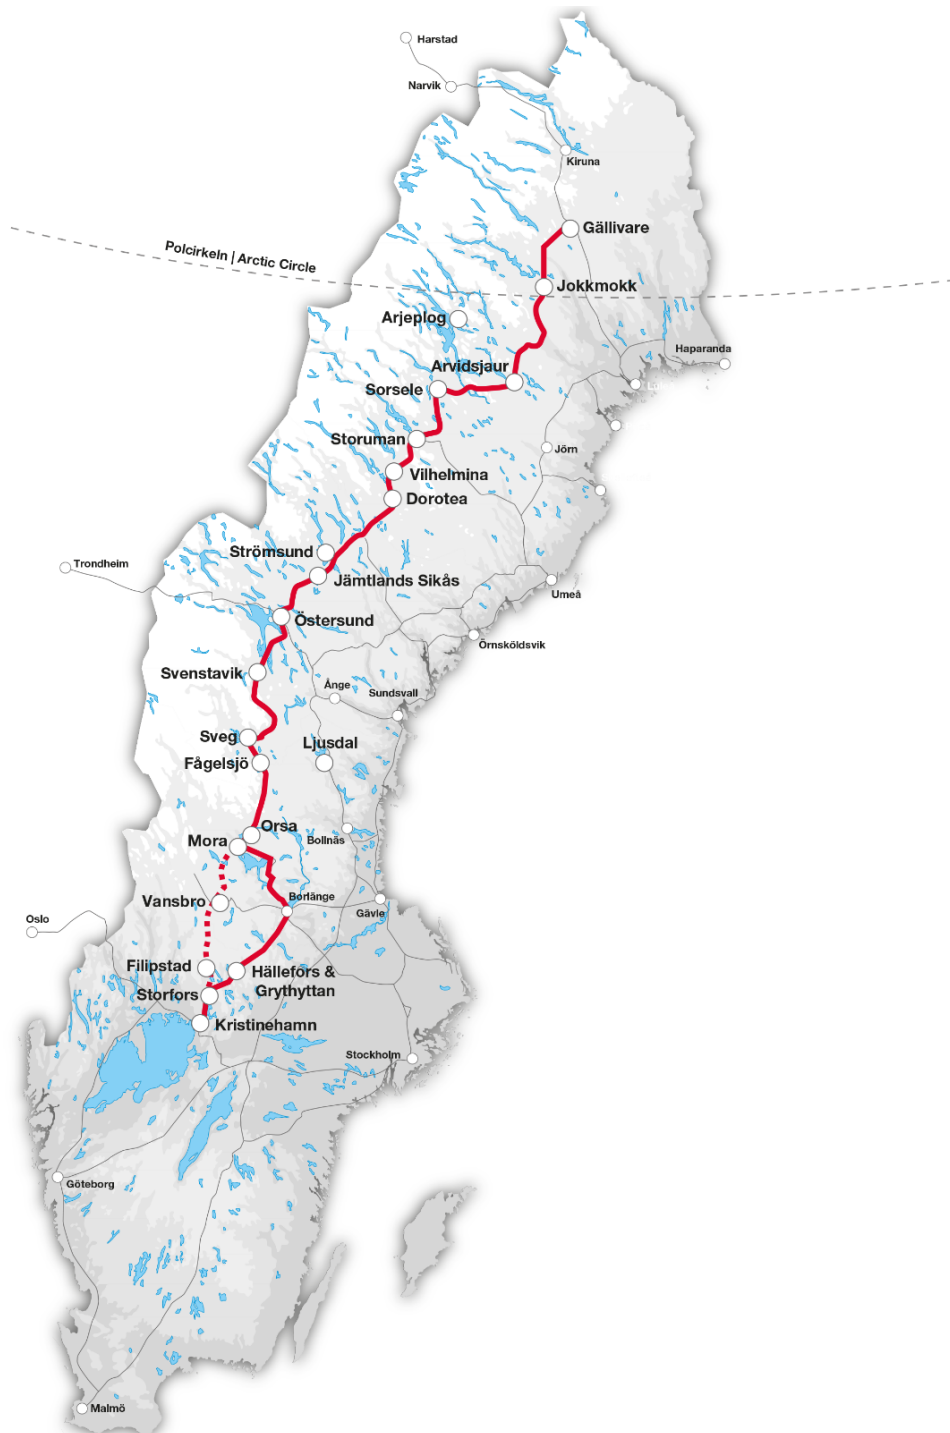 Harstad
Narvik
Kiruna
Gällivare
Polcirkeln | Arctic Circle
Jokkmokk
Arjeplog
Haparanda
Arvidsjaur
Sorsele
Storuman
Jörn
Vilhelmina
Dorotea
Strömsund
Trondheim
Jämtlands Sikås
Umeå
Östersund
Örnsköldsvik
Svenstavik
Ånge
Sundsvall
Sveg
Ljusdal
Fågelsjö
Orsa
Mora
Bollnäs
Vansbro
Borlänge
Gävle
Oslo
Filipstad
Hällefors &
Grythyttan
Storfors
Kristinehamn
Stockholm
Göteborg
Malmö